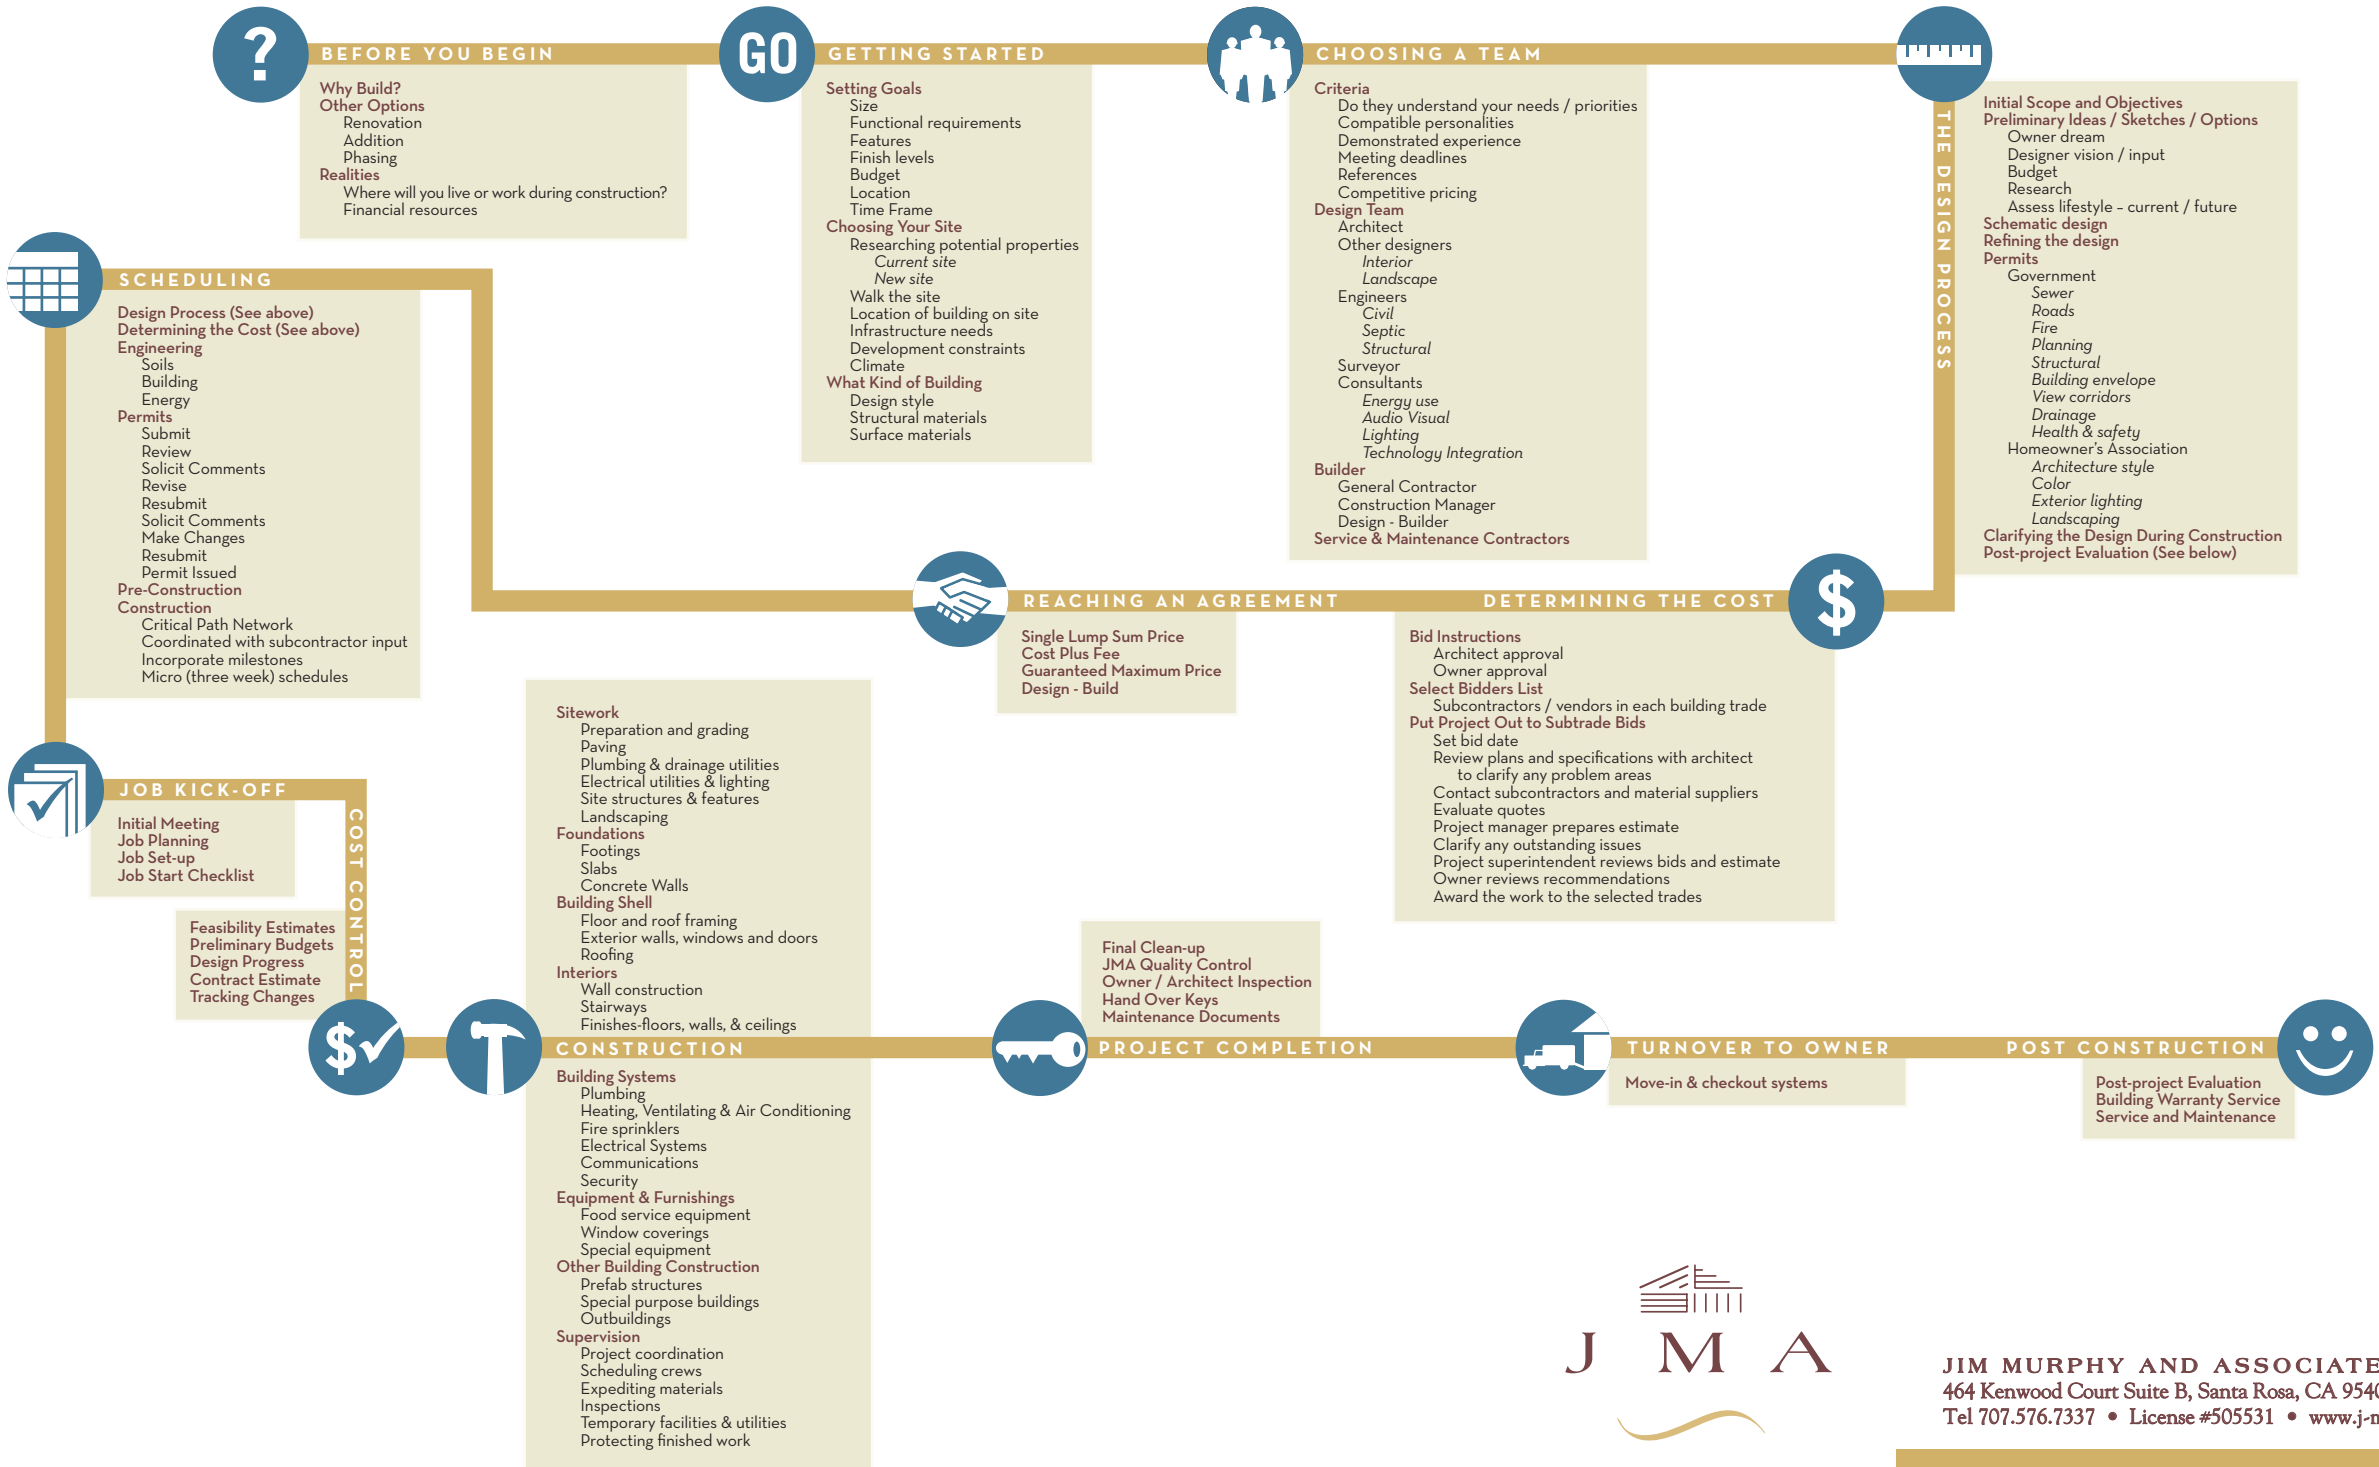 ?
BEFORE YOU BEGIN
Why Build?
Other Options
Renovation
Addition
Phasing
Realities
Where will you live or work during construction?
Financial resources
GO
GETTING STARTED
Setting Goals
Size
Functional requirements
Features
Finish levels
Budget
Location
Time Frame
Choosing Your Site
Researching potential properties
Current site
New site
Walk the site
Location of building on site
Infrastructure needs
Development constraints
Climate
What Kind of Building
Design style
Structural materials
Surface materials
CHOOSING A TEAM
Criteria
Do they understand your needs / priorities
Compatible personalities
Demonstrated experience
Meeting deadlines
References
Competitive pricing
Design Team
Architect
Other designers
Interior
Landscape
Engineers
Civil
Septic
Structural
Surveyor
Consultants
Energy use
Audio Visual
Lighting
Technology Integration
Builder
General Contractor
Construction Manager
Design - Builder
Service & Maintenance Contractors
THE DESIGN PROCESS
Initial Scope and Objectives
Preliminary Ideas / Sketches / Options
Owner dream
Designer vision / input
Budget
Research
Assess lifestyle – current / future
Schematic design
Refining the design
Permits
Government
Sewer
Roads
Fire
Planning
Structural
Building envelope
View corridors
Drainage
Health & safety
Homeowner's Association
Architecture style
Color
Exterior lighting
Landscaping
Clarifying the Design During Construction
Post-project Evaluation (See below)
$
DETERMINING THE COST
Bid Instructions
Architect approval
Owner approval
Select Bidders List
Subcontractors / vendors in each building trade
Put Project Out to Subtrade Bids
Set bid date
Review plans and specifications with architect
to clarify any problem areas
Contact subcontractors and material suppliers
Evaluate quotes
Project manager prepares estimate
Clarify any outstanding issues
Project superintendent reviews bids and estimate
Owner reviews recommendations
Award the work to the selected trades
REACHING AN AGREEMENT
Single Lump Sum Price
Cost Plus Fee
Guaranteed Maximum Price
Design - Build
SCHEDULING
Design Process (See above)
Determining the Cost (See above)
Engineering
Soils
Building
Energy
Permits
Submit
Review
Solicit Comments
Revise
Resubmit
Solicit Comments
Make Changes
Resubmit
Permit Issued
Pre-Construction
Construction
Critical Path Network
Coordinated with subcontractor input
Incorporate milestones
Micro (three week) schedules
JOB KICK-OFF
Initial Meeting
Job Planning
Job Set-up
Job Start Checklist
COST CONTROL
Feasibility Estimates
Preliminary Budgets
Design Progress
Contract Estimate
Tracking Changes
$
Sitework
Preparation and grading
Paving
Plumbing & drainage utilities
Electrical utilities & lighting
Site structures & features
Landscaping
Foundations
Footings
Slabs
Concrete Walls
Building Shell
Floor and roof framing
Exterior walls, windows and doors
Roofing
Interiors
Wall construction
Stairways
Finishes-floors, walls, & ceilings
CONSTRUCTION
Building Systems
Plumbing
Heating, Ventilating & Air Conditioning
Fire sprinklers
Electrical Systems
Communications
Security
Equipment & Furnishings
Food service equipment
Window coverings
Special equipment
Other Building Construction
Prefab structures
Special purpose buildings
Outbuildings
Supervision
Project coordination
Scheduling crews
Expediting materials
Inspections
Temporary facilities & utilities
Protecting finished work
Final Clean-up
JMA Quality Control
Owner / Architect Inspection
Hand Over Keys
Maintenance Documents
PROJECT COMPLETION
TURNOVER TO OWNER
Move-in & checkout systems
POST CONSTRUCTION
Post-project Evaluation
Building Warranty Service
Service and Maintenance
J M A
JIM MURPHY AND ASSOCIATE
464 Kenwood Court Suite B, Santa Rosa, CA 9540
Tel 707.576.7337 • License #505531 • www.j-m